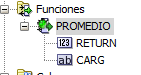 Funciones
PROMEDIO
123 RETURN
ab CARG